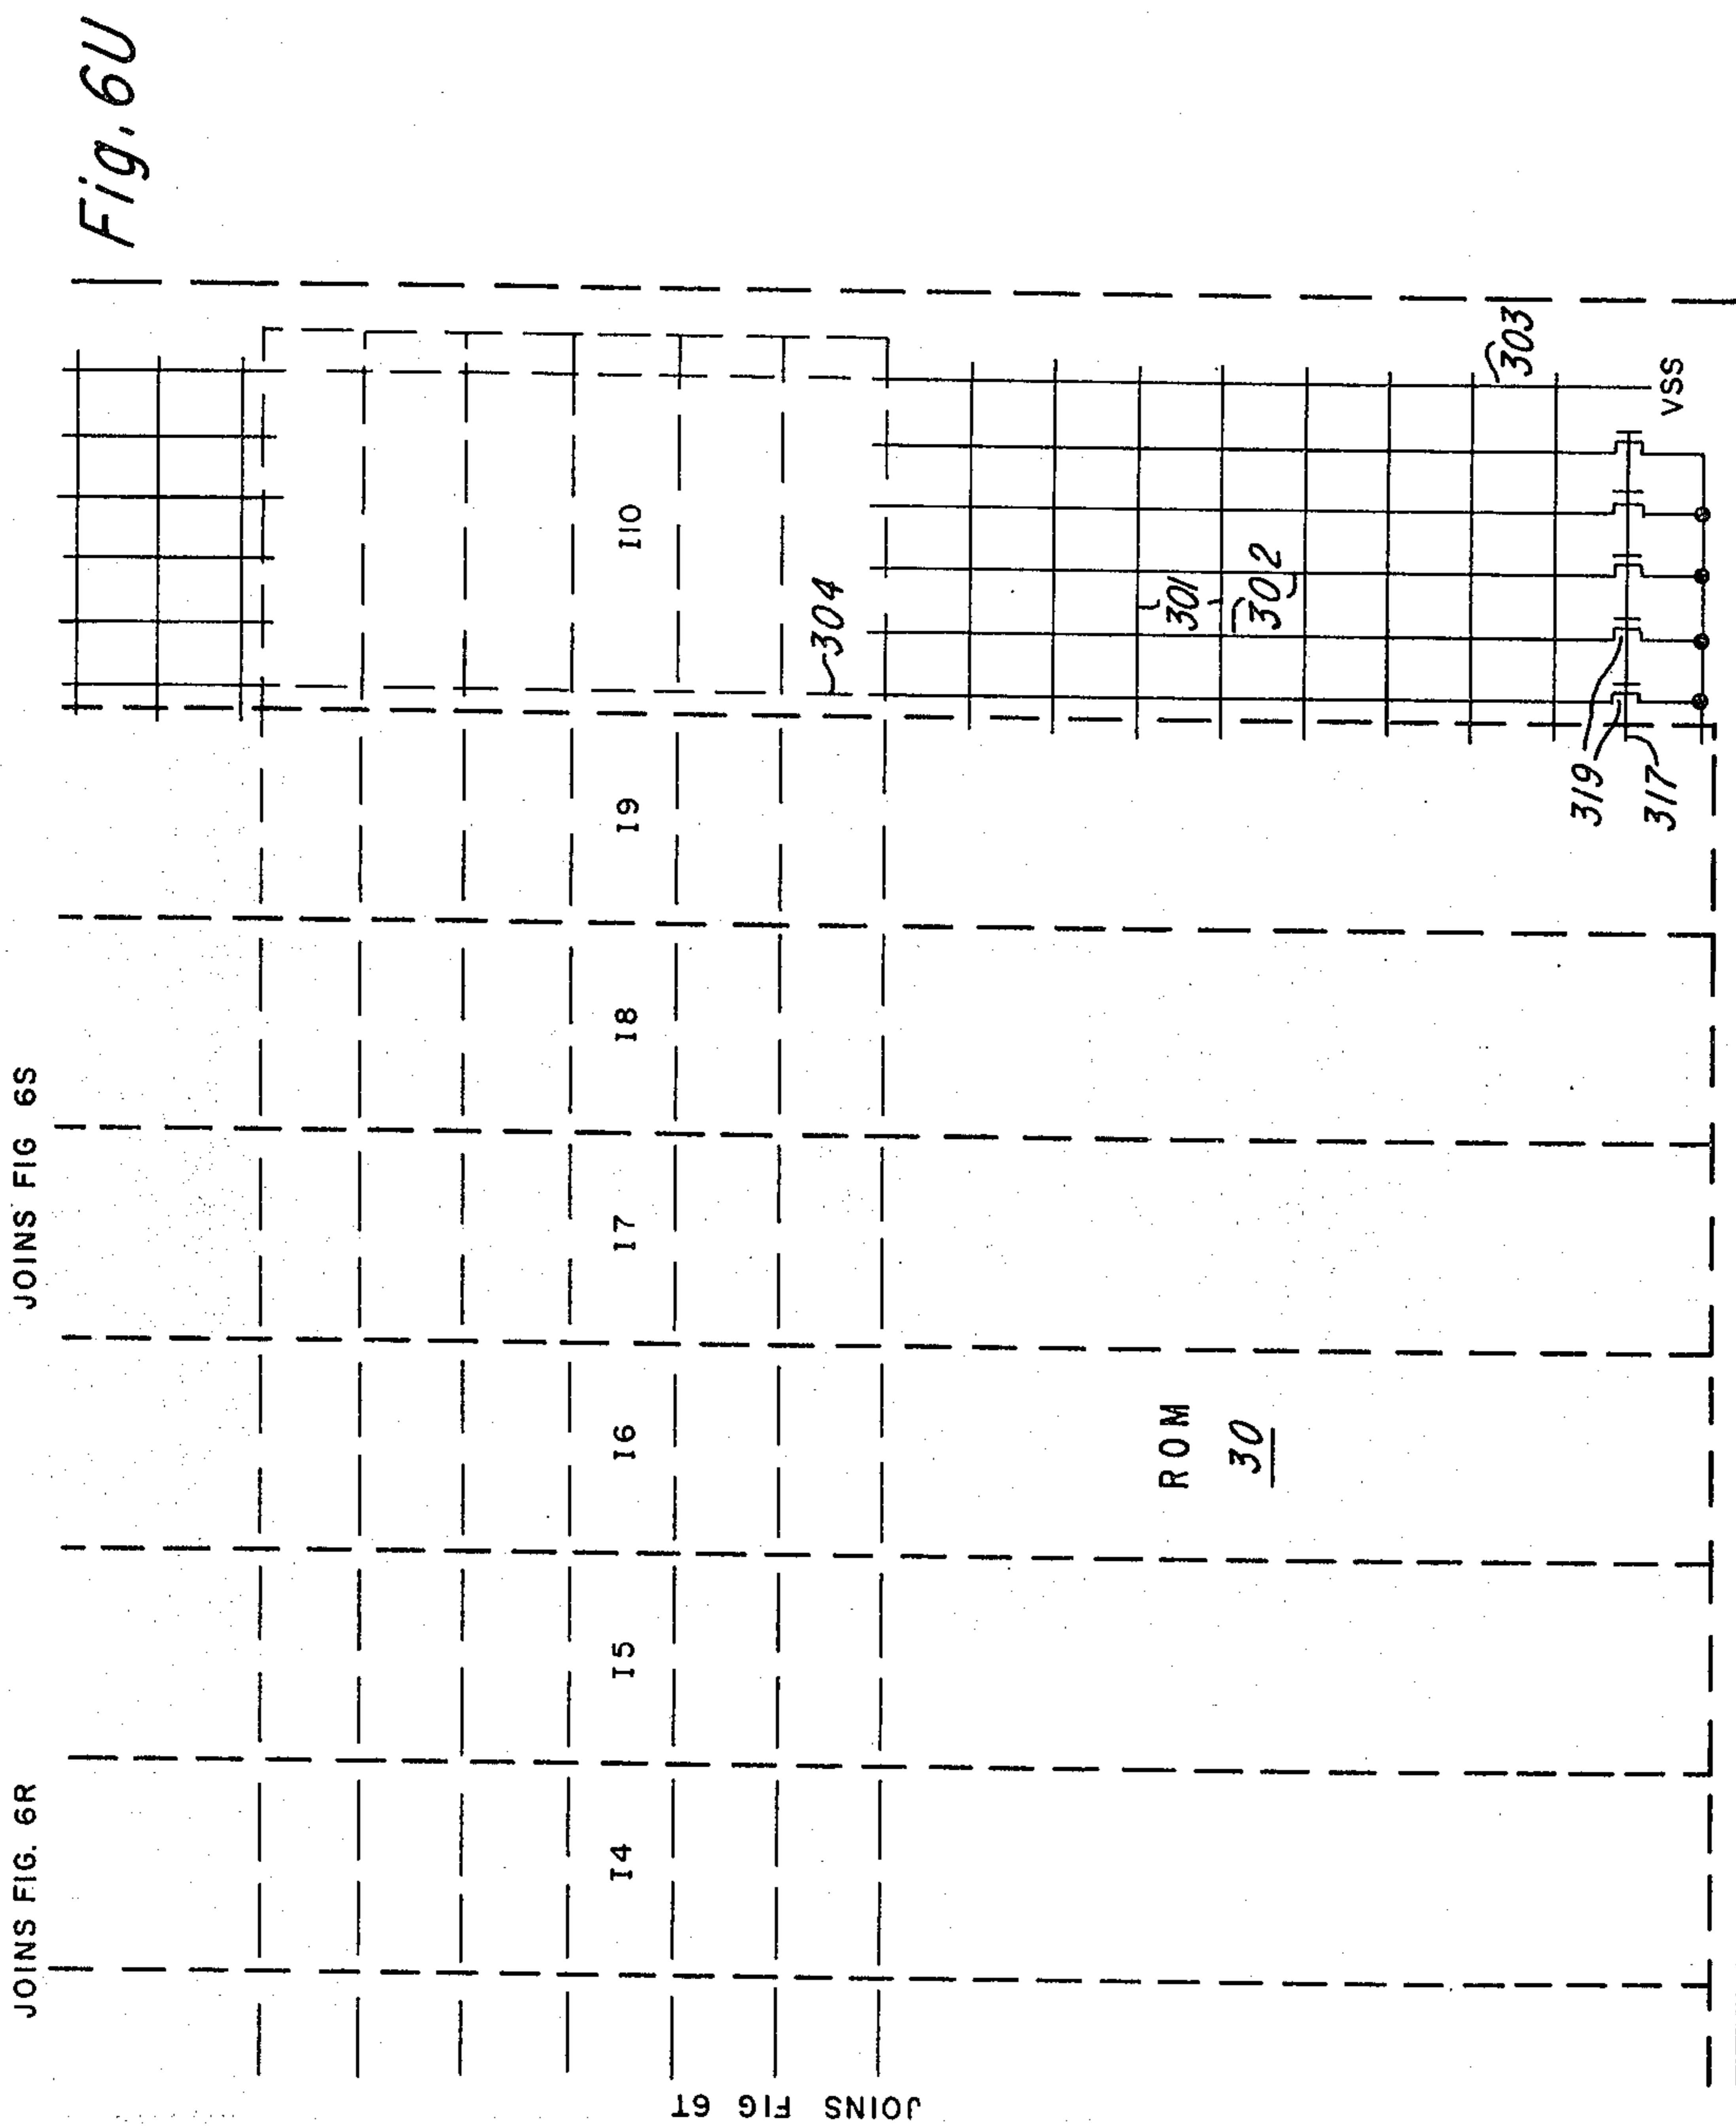 Fig. 6U
JOINS FIG. 6R
JOINS FIG 6S
JOINS FIG 6T
I4
I5
I6
I7
I8
I9
I10
304
301
302
303
ROM
30
319
317
VSS